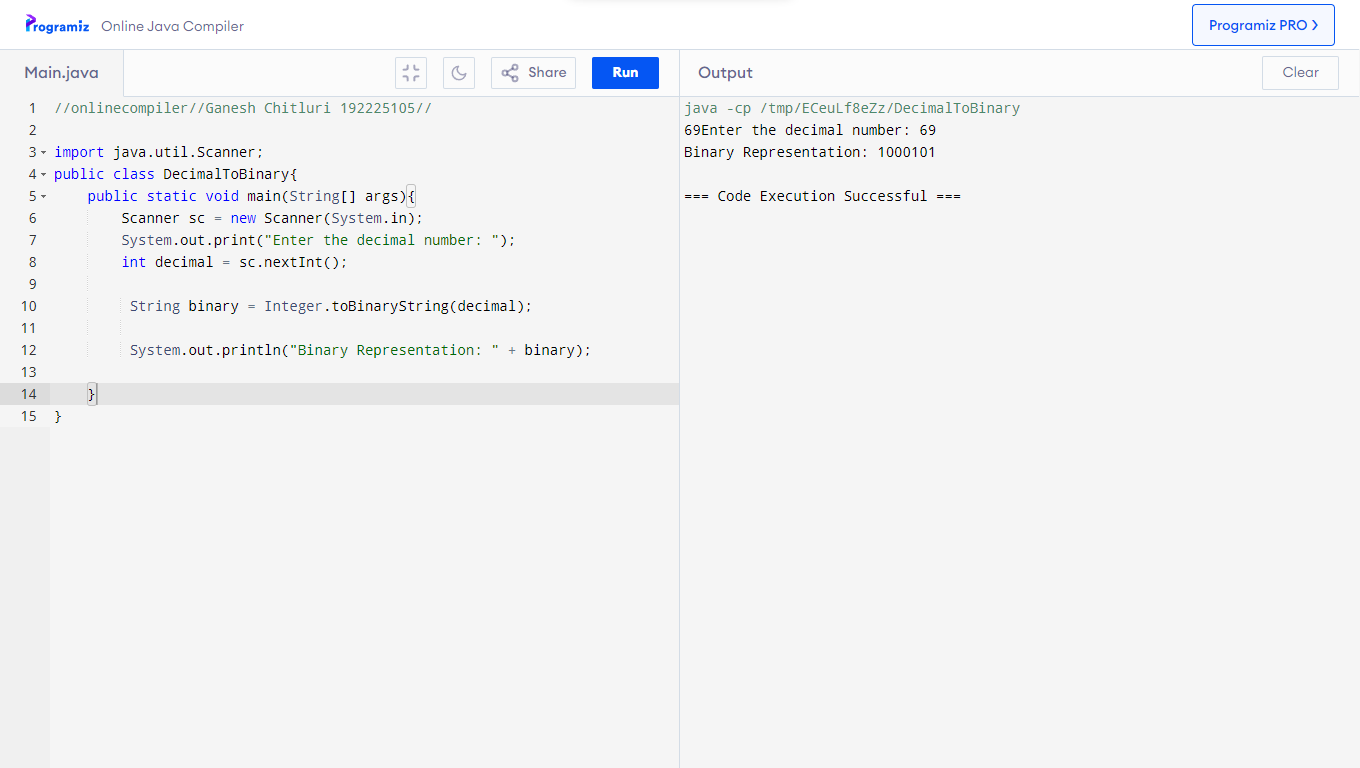 Programiz Online Java Compiler
Programiz PRO >
Main.java
Share
Run
Output
Clear
1 //onlinecompiler//Ganesh Chitluri 192225105//
2
3 import java.util.Scanner;
4 public class DecimalToBinary{
5 public static void main(String[] args){
6 Scanner sc = new Scanner(System.in);
7 System.out.print("Enter the decimal number: ");
8 int decimal = sc.nextInt();
9
10 String binary = Integer.toBinaryString(decimal);
11
12 System.out.println("Binary Representation: " + binary);
13
14 }
15 }
java -cp /tmp/ECeuLf8eZz/DecimalToBinary
69Enter the decimal number: 69
Binary Representation: 1000101
=== Code Execution Successful ===